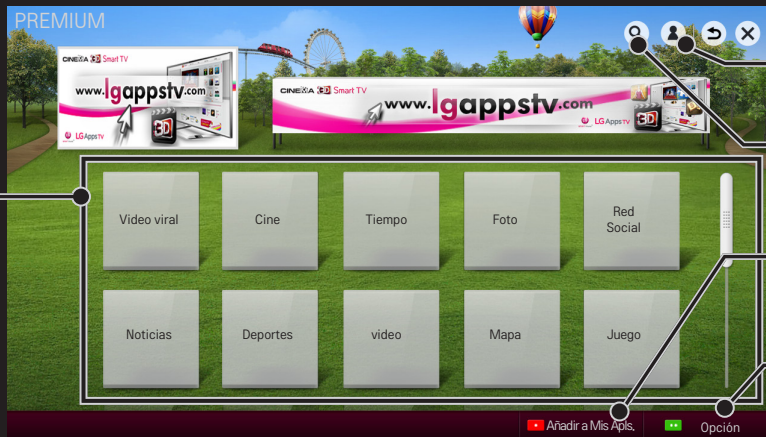 PREMIUM
CINEMA 3D Smart TV
www.lgappstv.com
3D
LG Apps TV
CINEMA 3D Smart TV
www.lgappstv.com
3D
LG Apps TV
Video viral
Cine
Tiempo
Foto
Red
Social
Noticias
Deportes
video
Mapa
Juego
Añadir a Mis Apls,
Opción